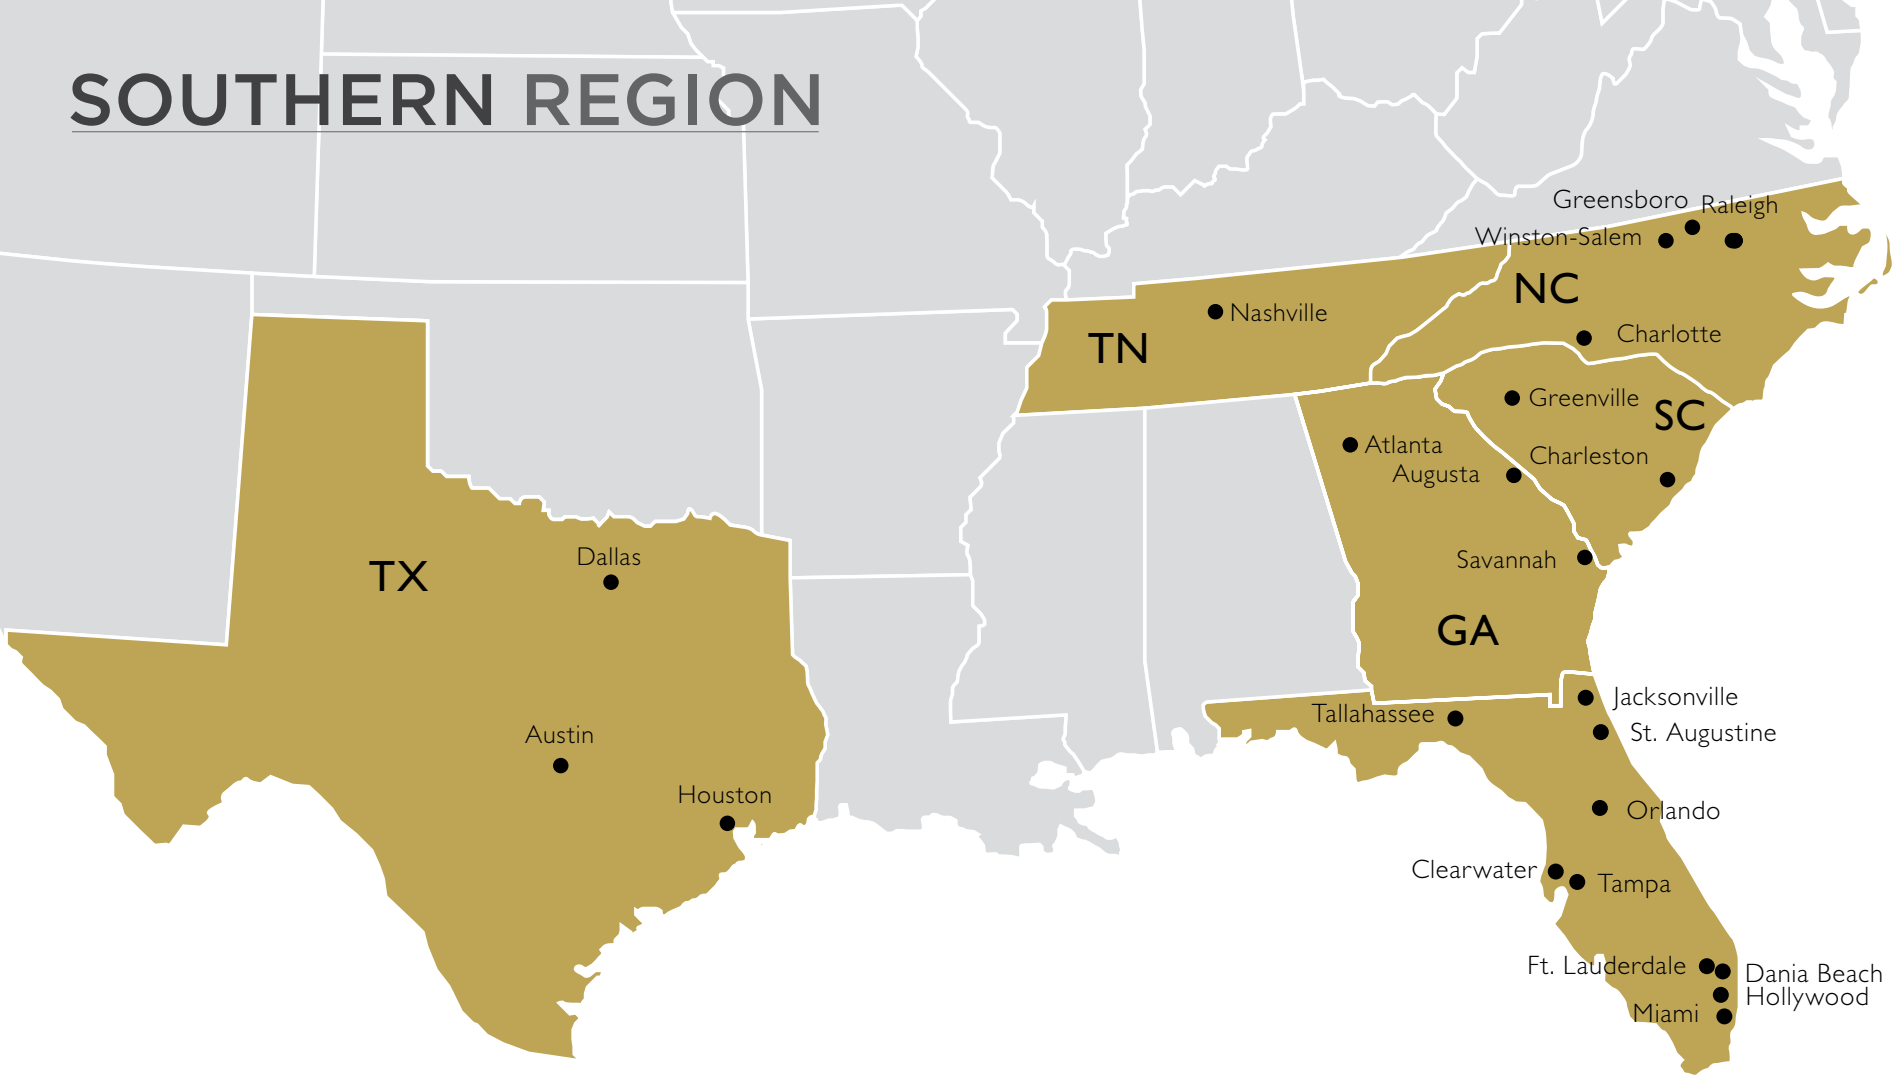 SOUTHERN REGION
Greensboro
Raleigh
Winston-Salem
NC
Nashville
TN
Charlotte
Greenville
SC
Atlanta
Charleston
Augusta
Savannah
Dallas
TX
GA
Jacksonville
Tallahassee
St. Augustine
Austin
Houston
Orlando
Clearwater
Tampa
Ft. Lauderdale
Dania Beach
Hollywood
Miami